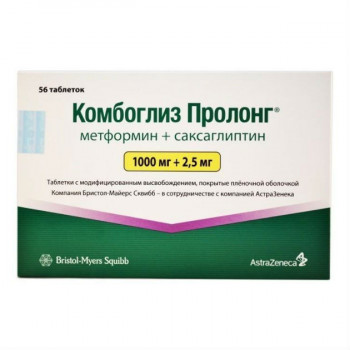 56 таблеток
Комбоглиз Пролонг®
метформин + саксаглиптин
1000 мг + 2,5 мг
Таблетки с модифицированным высвобождением, покрытые плёночной оболочкой
Компания Бристол-Майерс Сквибб – в сотрудничестве с компанией АстраЗенека
Bristol-Myers Squibb
AstraZeneca